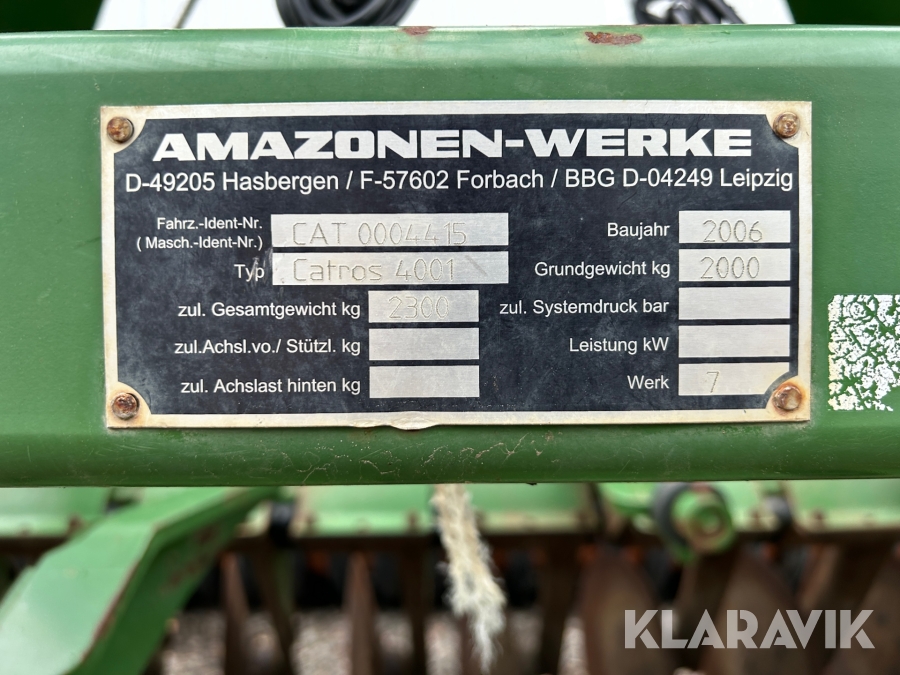 AMAZONEN-WERKE
D-49205 Hasbergen / F-57602 Forbach / BBG D-04249 Leipzig
Fahrz.-Ident-Nr.
( Masch.-Ident-Nr.) CAT 0004415
Baujahr 2006
Typ Catros 4001
Grundgewicht kg 2000
zul. Gesamtgewicht kg 2300
zul. Systemdruck bar
zul.Achsl.vo./ Stützl. kg
Leistung kW
zul. Achslast hinten kg
Werk 7
KLARAVIK